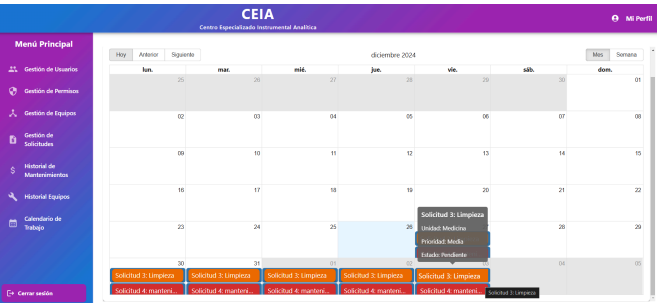 CEIA
Centro Especializado Instrumental Analítica
Mi Perfil
Menú Principal
Gestión de Usuarios
Gestión de Permisos
Gestión de Equipos
Gestión de
Solicitudes
Historial de
Mantenimientos
Historial Equipos
Calendario de
Trabajo
Cerrar sesión
Hoy Anterior Siguiente
diciembre 2024
Mes Semana
lun. mar. mié. jue. vie. sáb. dom.
25 26 27 28 29 30 01
02 03 04 05 06 07 08
09 10 11 12 13 14 15
16 17 18 19 20 21 22
23 24 25 26 28 29
Solicitud 3: Limpieza
Unidad: Medicina
Prioridad: Media
Estado: Pendiente
30 31 01 02 03 04 05
Solicitud 3: Limpieza Solicitud 3: Limpieza Solicitud 3: Limpieza Solicitud 3: Limpieza Solicitud 3: Limpieza
Solicitud 4: manteni... Solicitud 4: manteni... Solicitud 4: manteni... Solicitud 4: manteni... Solicitud 4: manteni...
Solicitud 3: Limpieza